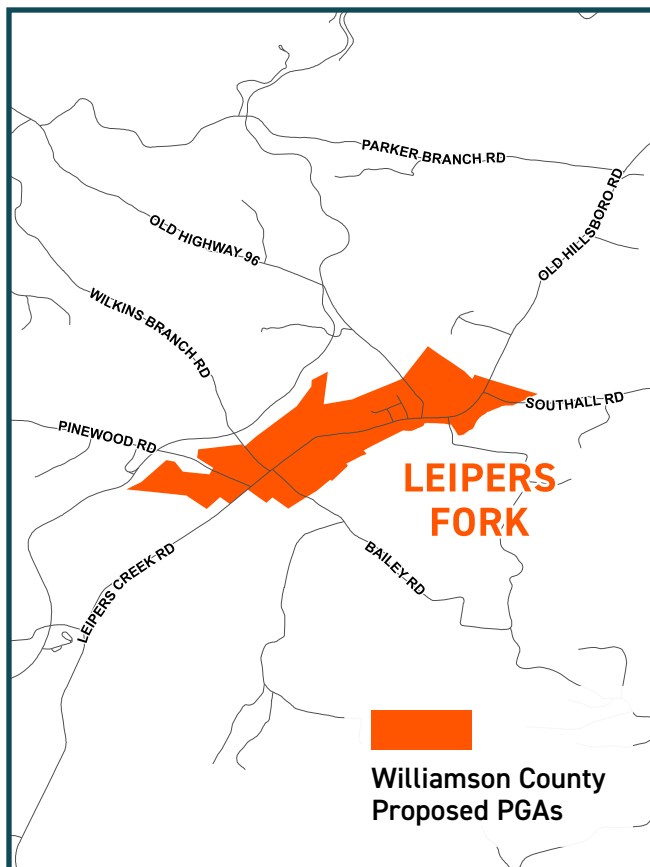 PARKER BRANCH RD
OLD HILLSBORO RD
OLD HIGHWAY 96
WILKINS BRANCH RD
SOUTHALL RD
PINEWOOD RD
LEIPERS
FORK
BAILEY RD
LEIPERS CREEK RD
Williamson County
Proposed PGAs